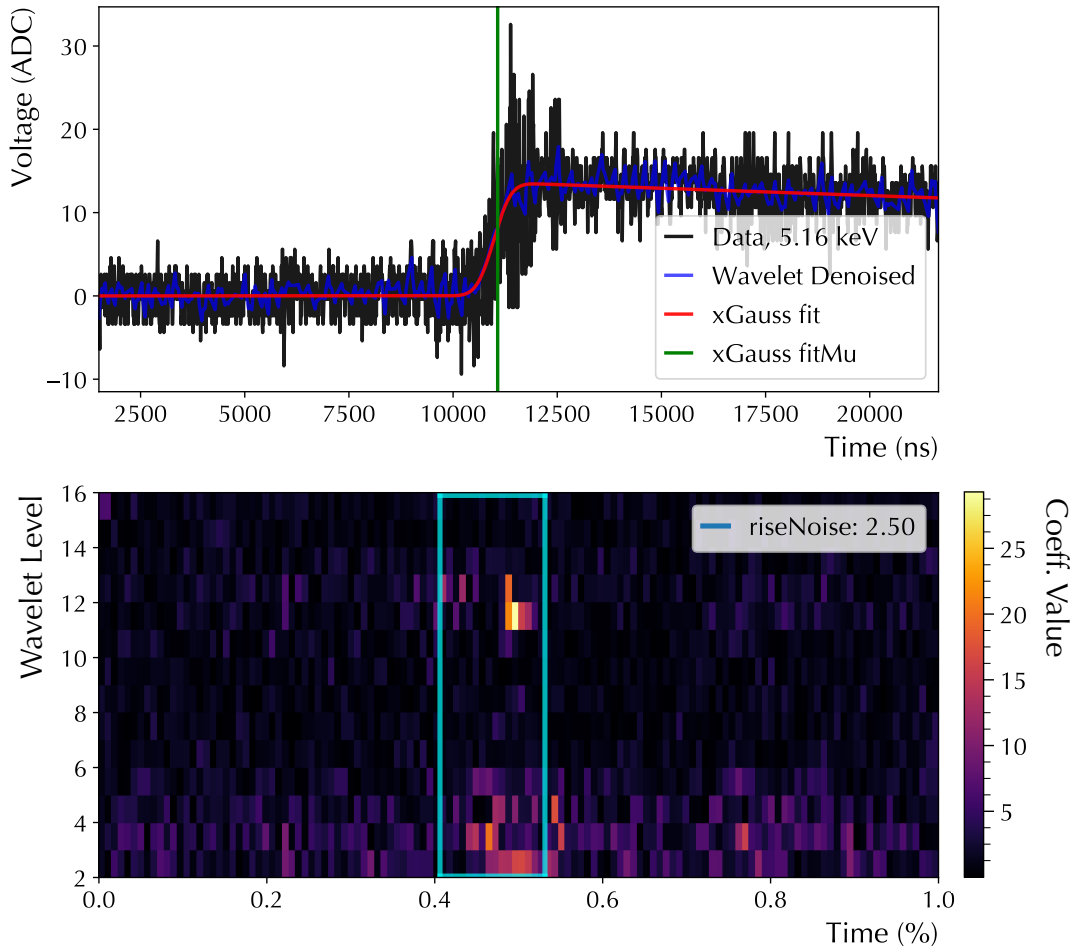 Voltage (ADC)
30
20
10
0
−10
Data, 5.16 keV
Wavelet Denoised
xGauss fit
xGauss fitMu
2500 5000 7500 10000 12500 15000 17500 20000
Time (ns)
Wavelet Level
16
14
12
10
8
6
4
2
riseNoise: 2.50
0.0 0.2 0.4 0.6 0.8 1.0
Time (%)
25
20
15
10
5
Coeff. Value